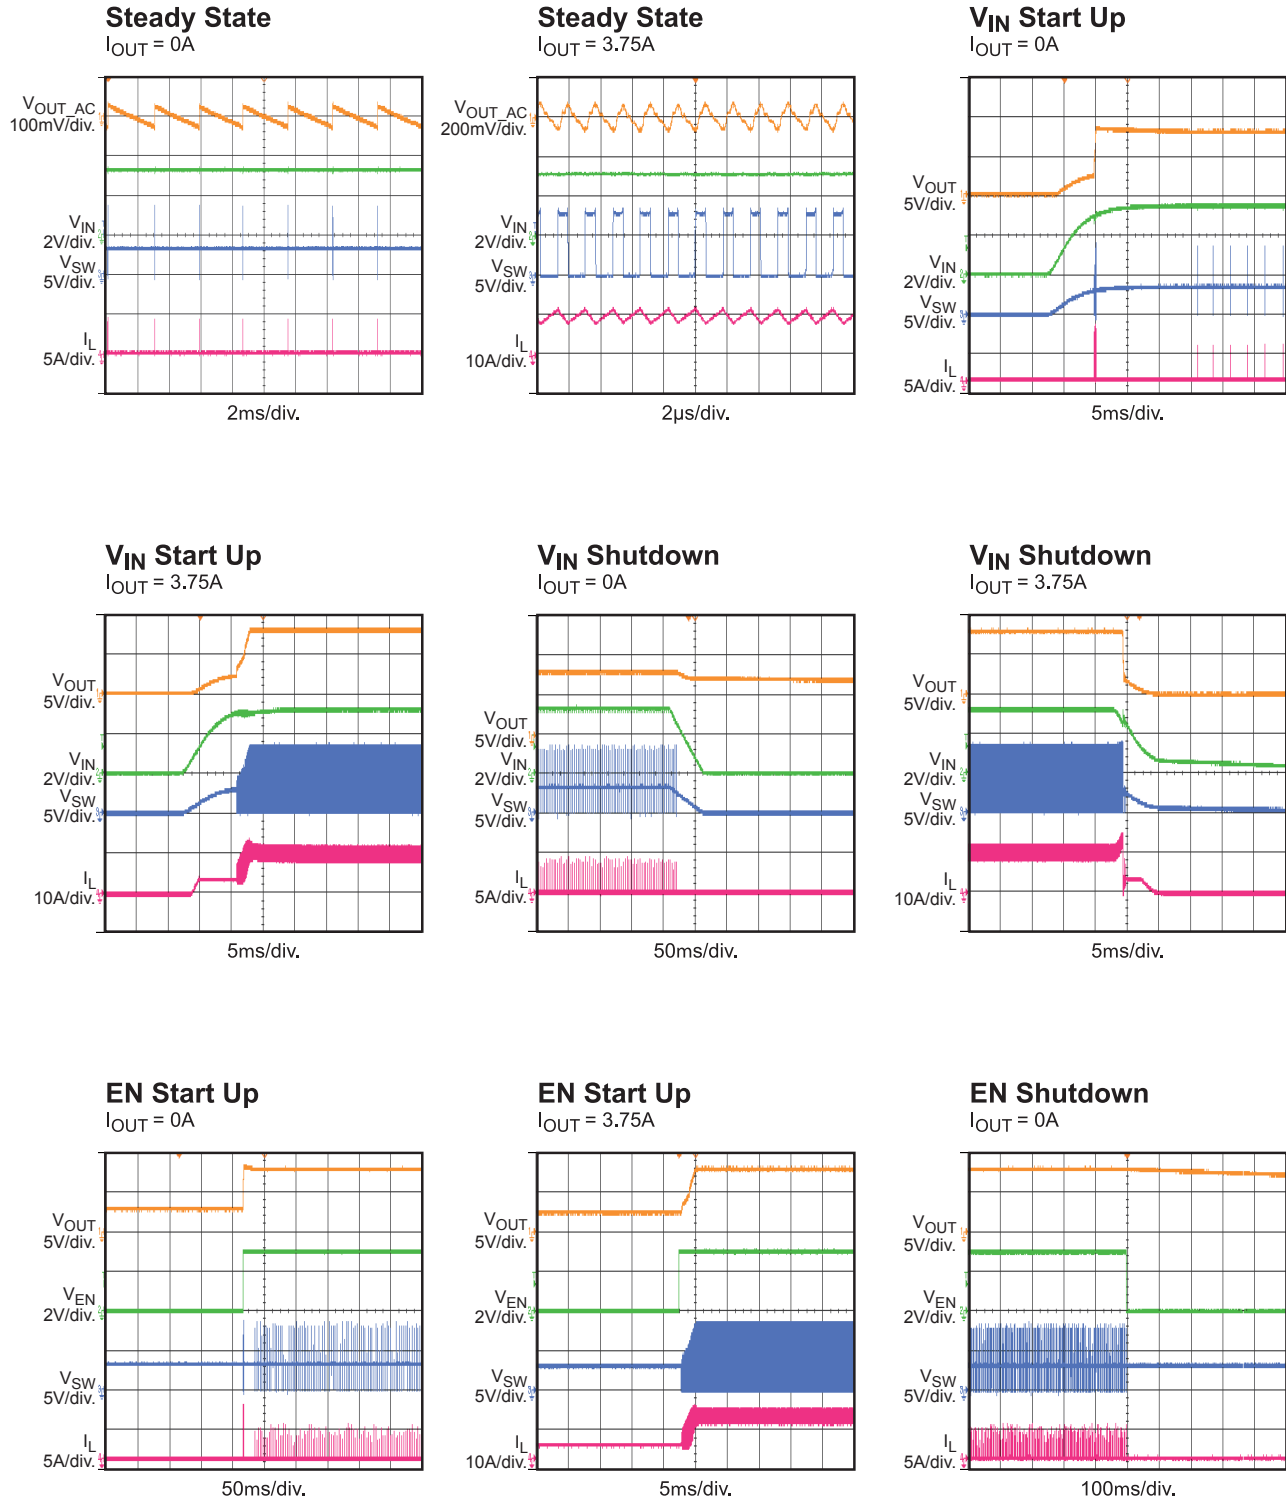 Steady State
IOUT = 0A
VOUT_AC
100mV/div.
VIN
2V/div.
VSW
5V/div.
IL
5A/div.
2ms/div.
Steady State
IOUT = 3.75A
VOUT_AC
200mV/div.
VIN
2V/div.
VSW
5V/div.
IL
10A/div.
2µs/div.
VIN Start Up
IOUT = 0A
VOUT
5V/div.
VIN
2V/div.
VSW
5V/div.
IL
5A/div.
5ms/div.
VIN Start Up
IOUT = 3.75A
VOUT
5V/div.
VIN
2V/div.
VSW
5V/div.
IL
10A/div.
5ms/div.
VIN Shutdown
IOUT = 0A
VOUT
5V/div.
VIN
2V/div.
VSW
5V/div.
IL
5A/div.
50ms/div.
VIN Shutdown
IOUT = 3.75A
VOUT
5V/div.
VIN
2V/div.
VSW
5V/div.
IL
10A/div.
5ms/div.
EN Start Up
IOUT = 0A
VOUT
5V/div.
VEN
2V/div.
VSW
5V/div.
IL
5A/div.
50ms/div.
EN Start Up
IOUT = 3.75A
VOUT
5V/div.
VEN
2V/div.
VSW
5V/div.
IL
10A/div.
5ms/div.
EN Shutdown
IOUT = 0A
VOUT
5V/div.
VEN
2V/div.
VSW
5V/div.
IL
5A/div.
100ms/div.